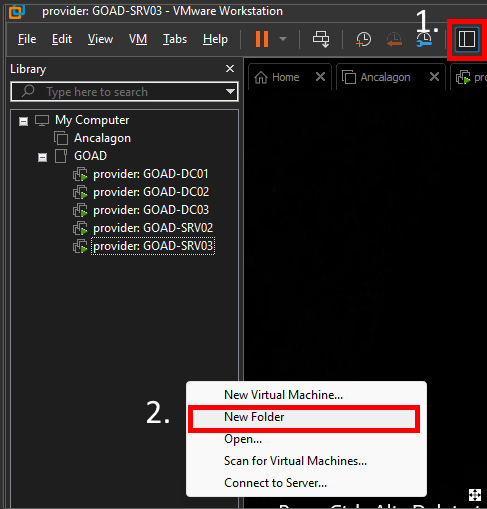 provider: GOAD-SRV03 - VMware Workstation
1.
File Edit View VM Tabs Help
Library
Type here to search
Home Ancalagon pro
My Computer
Ancalagon
GOAD
provider: GOAD-DC01
provider: GOAD-DC02
provider: GOAD-DC03
provider: GOAD-SRV02
provider: GOAD-SRV03
2.
New Virtual Machine...
New Folder
Open...
Scan for Virtual Machines...
Connect to Server...